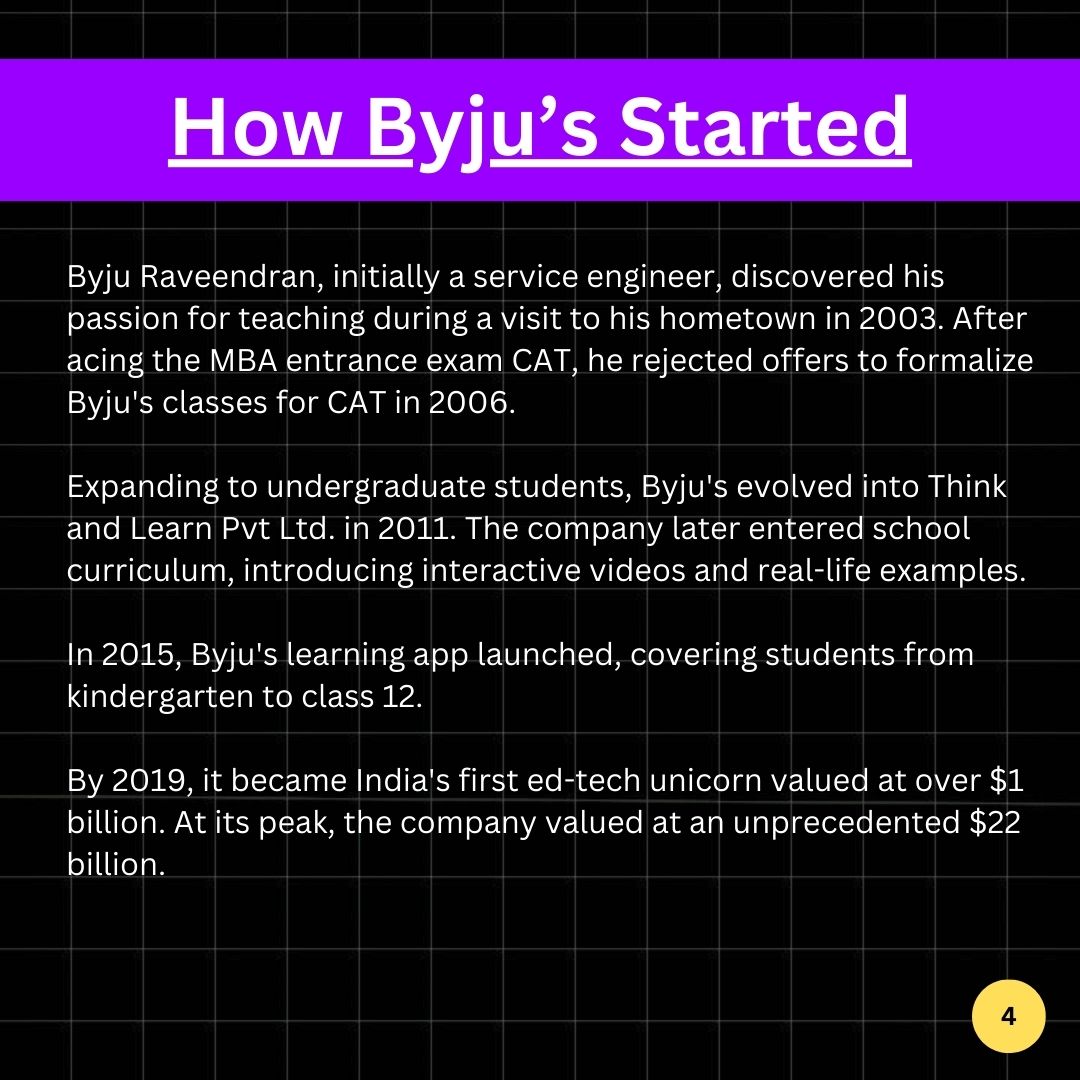 How Byju’s Started
Byju Raveendran, initially a service engineer, discovered his
passion for teaching during a visit to his hometown in 2003. After
acing the MBA entrance exam CAT, he rejected offers to formalize
Byju's classes for CAT in 2006.
Expanding to undergraduate students, Byju's evolved into Think
and Learn Pvt Ltd. in 2011. The company later entered school
curriculum, introducing interactive videos and real-life examples.
In 2015, Byju's learning app launched, covering students from
kindergarten to class 12.
By 2019, it became India's first ed-tech unicorn valued at over $1
billion. At its peak, the company valued at an unprecedented $22
billion.
4